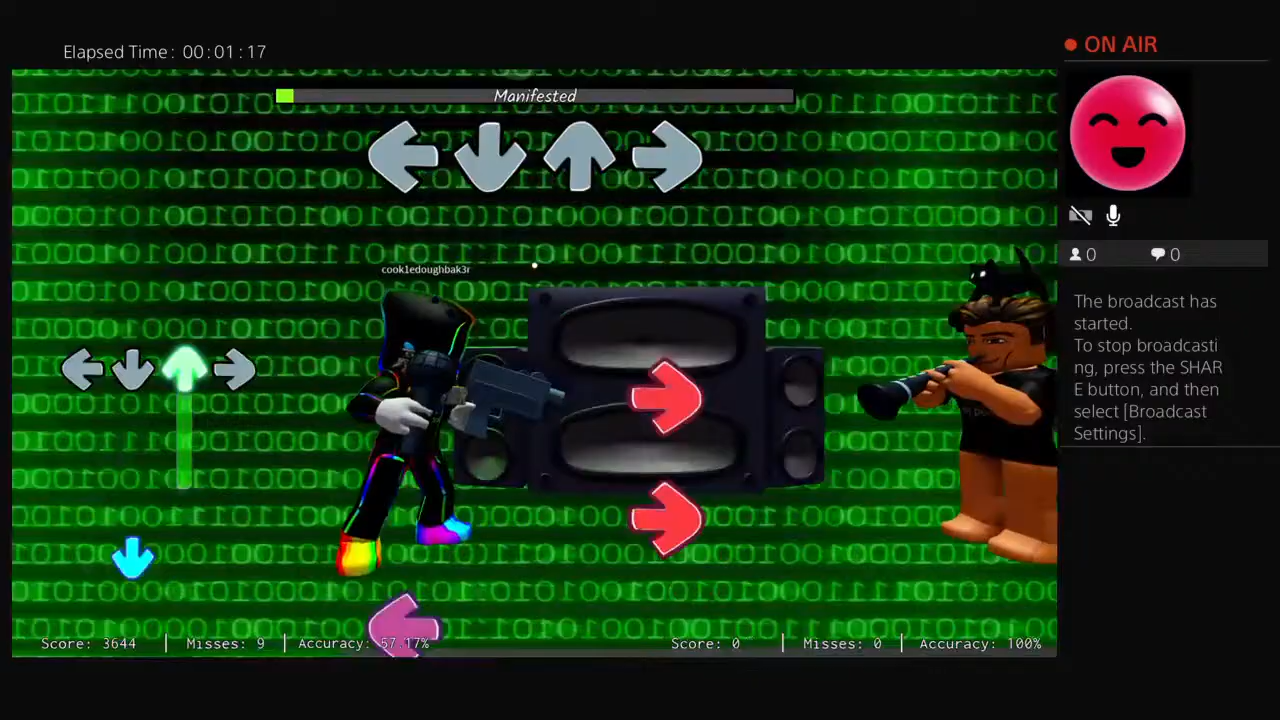 Elapsed Time: 00:01:17
ON AIR
Manifested
cook1edoughbak3r
0
0
The broadcast has
started.
To stop broadcasti
ng, press the SHAR
E button, and then
select [Broadcast
Settings].
Score: 3644 | Misses: 9 | Accuracy: 57.17%
Score: 0 | Misses: 0 | Accuracy: 100%